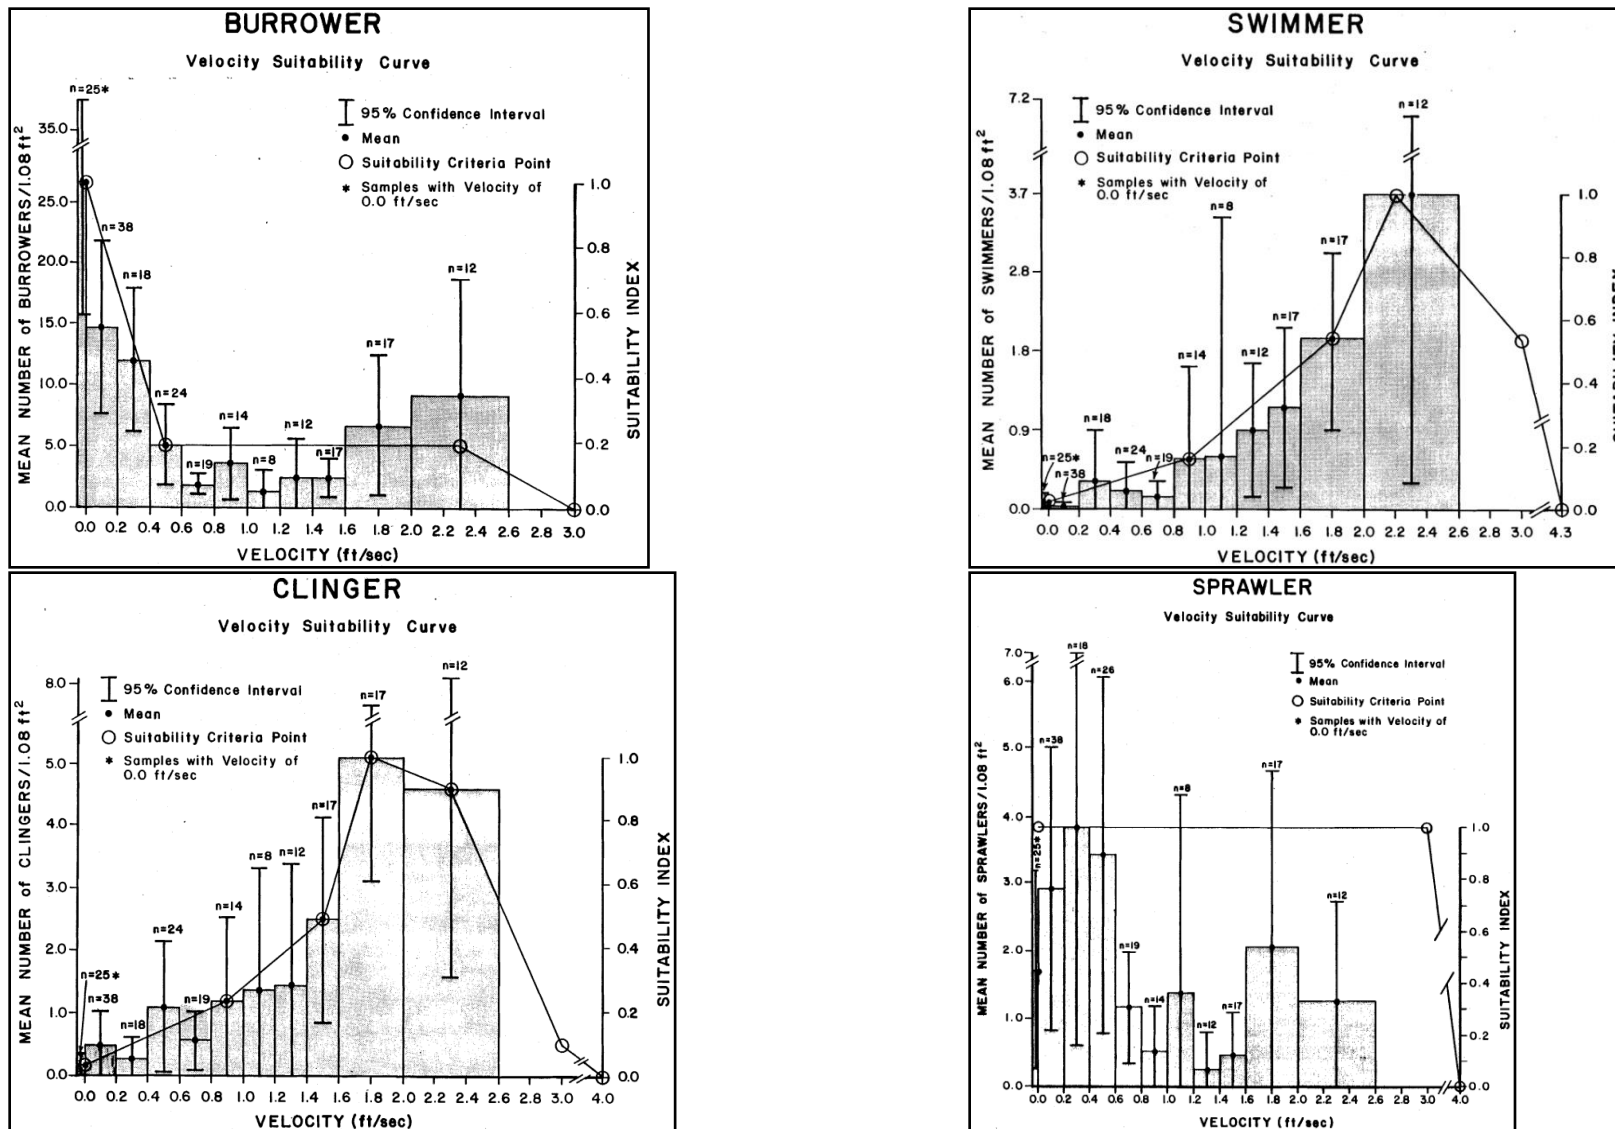 BURROWER
Velocity Suitability Curve
n=25*
95% Confidence Interval
Mean
Suitability Criteria Point
* Samples with Velocity of
0.0 ft/sec
MEAN NUMBER of BURROWERS/1.08ft²
35.0
25.0
20.0
15.0
10.0
5.0
0.0
n=38
n=18
n=24
n=19
n=14
n=8
n=12
n=17
n=17
n=12
1.0
0.8
0.6
0.4
0.2
0.0
SUITABILITY INDEX
0.0 0.2 0.4 0.6 0.8 1.0 1.2 1.4 1.6 1.8 2.0 2.2 2.4 2.6 2.8 3.0
VELOCITY (ft/sec)
SWIMMER
Velocity Suitability Curve
95% Confidence Interval
Mean
Suitability Criteria Point
* Samples with Velocity of
0.0 ft/sec
MEAN NUMBER of SWIMMERS/1.08ft²
7.2
3.7
2.8
1.8
0.9
0.0
n=25*
n=38
n=18
n=24
n=19
n=14
n=8
n=12
n=17
n=17
n=12
1.0
0.8
0.6
0.4
0.2
0.0
0.0 0.2 0.4 0.6 0.8 1.0 1.2 1.4 1.6 1.8 2.0 2.2 2.4 2.6 2.8 3.0 4.3
VELOCITY (ft/sec)
CLINGER
Velocity Suitability Curve
95% Confidence Interval
Mean
Suitability Criteria Point
* Samples with Velocity of
0.0 ft/sec
MEAN NUMBER of CLINGERS/1.08ft²
8.0
5.0
4.0
3.0
2.0
1.0
0.0
n=25*
n=38
n=18
n=24
n=19
n=14
n=8
n=12
n=17
n=17
n=12
1.0
0.8
0.6
0.4
0.2
0.0
SUITABILITY INDEX
0.0 0.2 0.4 0.6 0.8 1.0 1.2 1.4 1.6 1.8 2.0 2.2 2.4 2.6 3.0 4.0
VELOCITY (ft/sec)
SPRAWLER
Velocity Suitability Curve
95% Confidence Interval
Mean
Suitability Criteria Point
* Samples with Velocity of
0.0 ft/sec
MEAN NUMBER of SPRAWLERS/1.08 ft²
7.0
6.0
5.0
4.0
3.0
2.0
1.0
0.0
n=25*
n=38
n=18
n=26
n=19
n=14
n=8
n=12
n=17
n=17
n=12
1.0
0.8
0.6
0.4
0.2
0.0
SUITABILITY INDEX
0.0 0.2 0.4 0.6 0.8 1.0 1.2 1.4 1.6 1.8 2.0 2.2 2.4 2.6 2.8 3.0 4.0
VELOCITY (ft/sec)